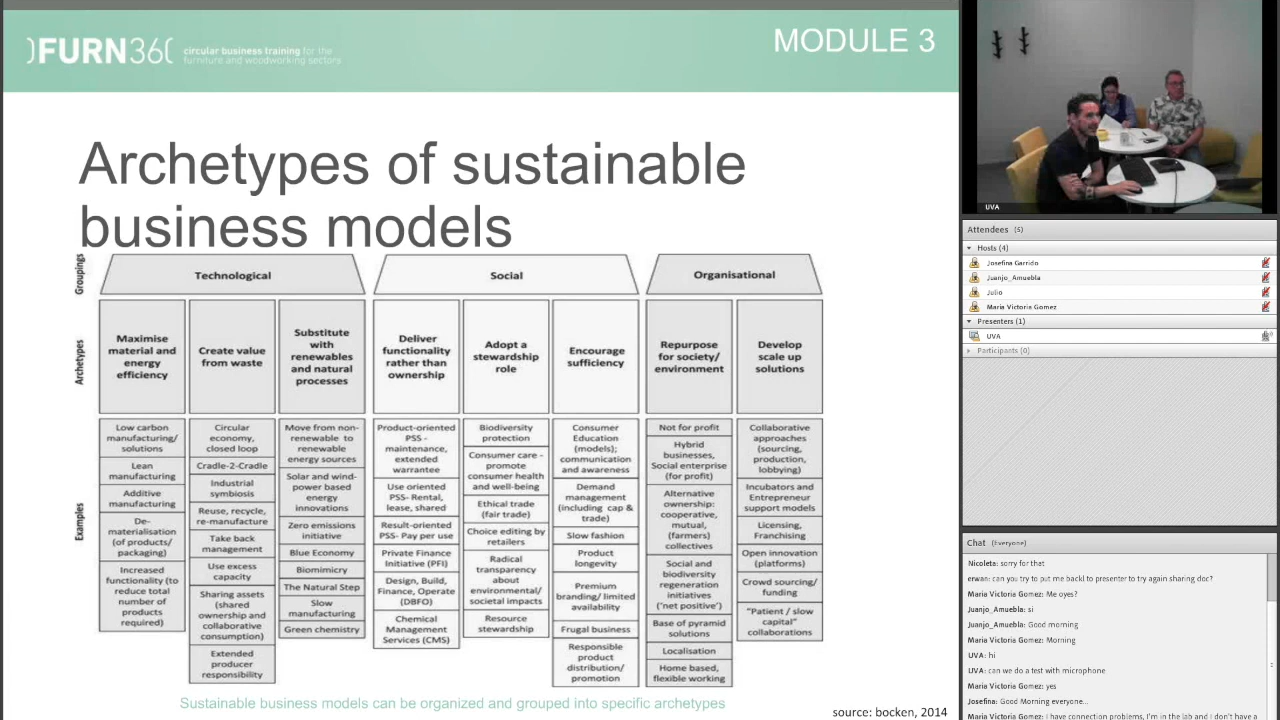 )FURN36(
circular business training for the
furniture and woodworking sectors
MODULE 3
Archetypes of sustainable
business models
Groupings
Technological
Social
Organisational
Archetypes
Maximise
material and
energy
efficiency
Create value
from waste
Substitute
with
renewables
and natural
processes
Deliver
functionality
rather than
ownership
Adopt a
stewardship
role
Encourage
sufficiency
Repurpose
for society/
environment
Develop
scale up
solutions
Examples
Low carbon
manufacturing/
solutions
Lean
manufacturing
Additive
manufacturing
De-
materialisation
(of products/
packaging)
Increased
functionality (to
reduce total
number of
products
required)
Circular
economy,
closed loop
Cradle-2-Cradle
Industrial
symbiosis
Reuse, recycle,
re-manufacture
Take back
management
Use excess
capacity
Sharing assets
(shared
ownership and
collaborative
consumption)
Extended
producer
responsibility
Move from non-
renewable to
renewable
energy sources
Solar and wind-
power based
energy
innovations
Zero emissions
initiative
Blue Economy
Biomimicry
The Natural Step
Slow
manufacturing
Green chemistry
Product-oriented
PSS -
maintenance,
extended
warrantee
Use oriented
PSS- Rental,
lease, shared
Result-oriented
PSS- Pay per use
Private Finance
Initiative (PFI)
Design, Build,
Finance, Operate
(DBFO)
Chemical
Management
Services (CMS)
Biodiversity
protection
Consumer care -
promote
consumer health
and well-being
Ethical trade
(fair trade)
Choice editing by
retailers
Radical
transparency
about
environmental/
societal impacts
Resource
stewardship
Consumer
Education
(models);
communication
and awareness
Demand
management
(including cap &
trade)
Slow fashion
Product
longevity
Premium
branding/ limited
availability
Frugal business
Responsible
product
distribution/
promotion
Not for profit
Hybrid
businesses,
Social enterprise
(for profit)
Alternative
ownership:
cooperative,
mutual,
(farmers)
collectives
Social and
biodiversity
regeneration
initiatives
('net positive')
Base of pyramid
solutions
Localisation
Home based,
flexible working
Collaborative
approaches
(sourcing,
production,
lobbying)
Incubators and
Entrepreneur
support models
Licensing,
Franchising
Open innovation
(platforms)
Crowd sourcing/
funding
"Patient / slow
capital"
collaborations
Sustainable business models can be organized and grouped into specific archetypes
source: bocken, 2014
UVA
Attendees (5)
Hosts (4)
Josefina Garrido
Juanjo_Amuebla
Julio
Maria Victoria Gomez
Presenters (1)
UVA
Participants (0)
Chat (Everyone)
Nicoleta: sorry for that
erwan: can you try to put me backl to presenter to try again sharing doc?
Maria Victoria Gomez: Me oyes?
Juanjo_Amuebla: si
Juanjo_Amuebla: Good morning
Maria Victoria Gomez: Morning
UVA: hi
UVA: can we do a test with microphone
Maria Victoria Gomez: yes
Josefina: Good Morning everyone...
Maria Victoria Gomez: I have connection problems, I'm in the lab and I don't have a